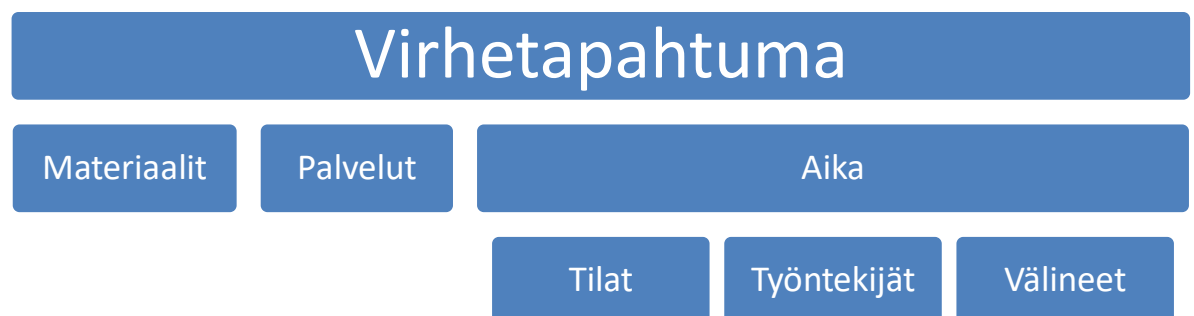 Virhetapahtuma
Materiaalit
Palvelut
Aika
Tilat
Työntekijät
Välineet